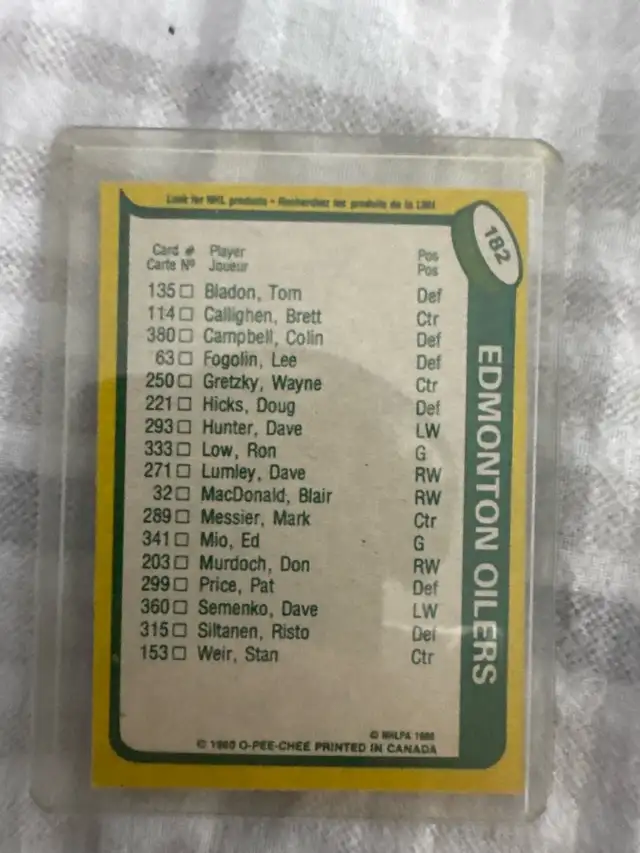 Look for NHL products - Recherchez les produits de la LNH
182
Card # Player Pos
Carte Nº Joueur Pos
135 Bladon, Tom Def
114 Callighen, Brett Ctr
380 Campbell, Colin Def
63 Fogolin, Lee Def
250 Gretzky, Wayne Ctr
221 Hicks, Doug Def
293 Hunter, Dave LW
333 Low, Ron G
271 Lumley, Dave RW
32 MacDonald, Blair RW
289 Messier, Mark Ctr
341 Mio, Ed G
203 Murdoch, Don RW
299 Price, Pat Def
360 Semenko, Dave LW
315 Siltanen, Risto Def
153 Weir, Stan Ctr
EDMONTON OILERS
© NHLPA 1980
© 1980 O-PEE-CHEE PRINTED IN CANADA